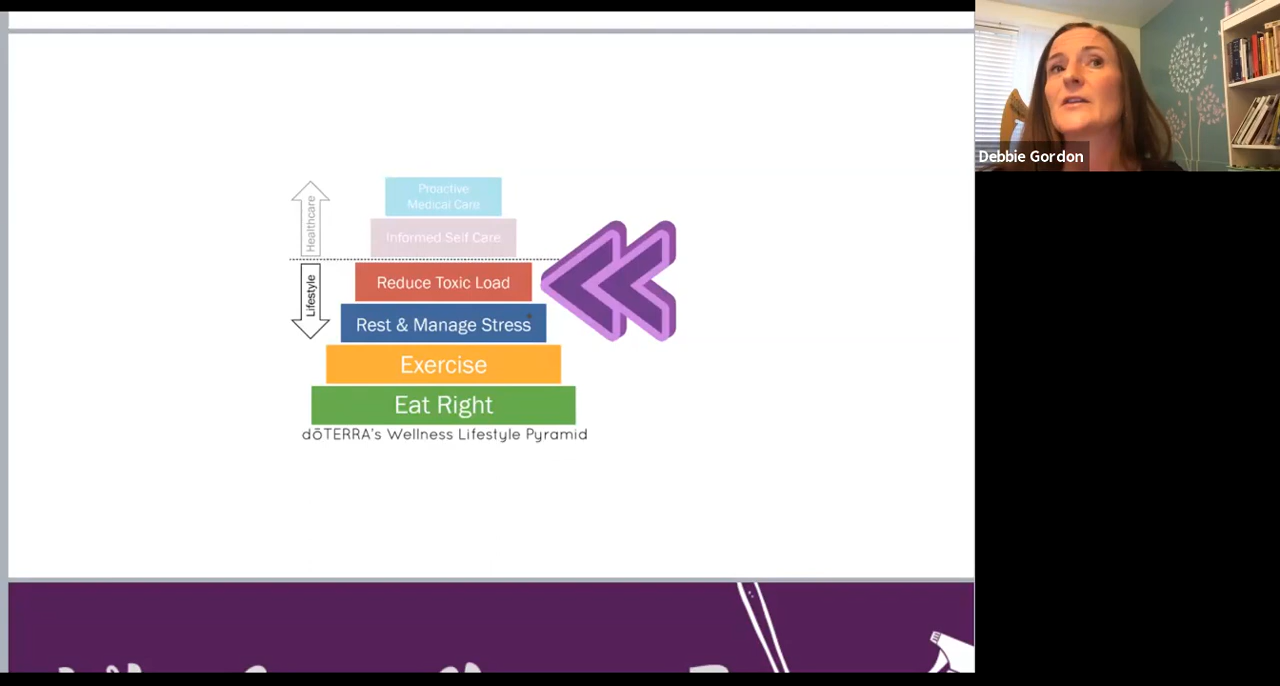 Proactive
Medical Care
Informed Self Care
Healthcare
Reduce Toxic Load
Lifestyle
Rest & Manage Stress
Exercise
Eat Right
dōTERRA's Wellness Lifestyle Pyramid
Debbie Gordon